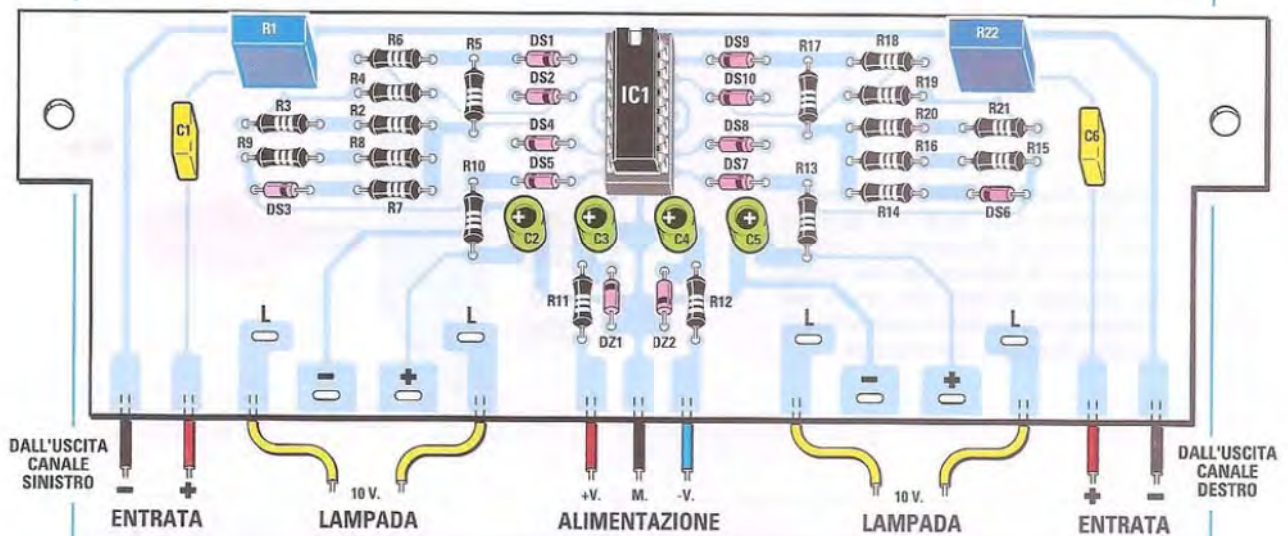 R1
R6
R5
DS1
DS9
R17
R18
R22
R4
DS2
IC1
DS10
R19
C1
R3
R2
R20
R21
C6
R9
R8
DS4
DS8
R16
R15
R10
DS5
DS7
R13
DS3
R7
R14
DS6
C2
C3
C4
C5
R11
R12
DZ1
DZ2
L
L
L
L
- +
- +
DALL'USCITA
CANALE
SINISTRO
- +
10 V.
+V. M. -V.
10 V.
+ -
DALL'USCITA
CANALE
DESTRO
ENTRATA
LAMPADA
ALIMENTAZIONE
LAMPADA
ENTRATA